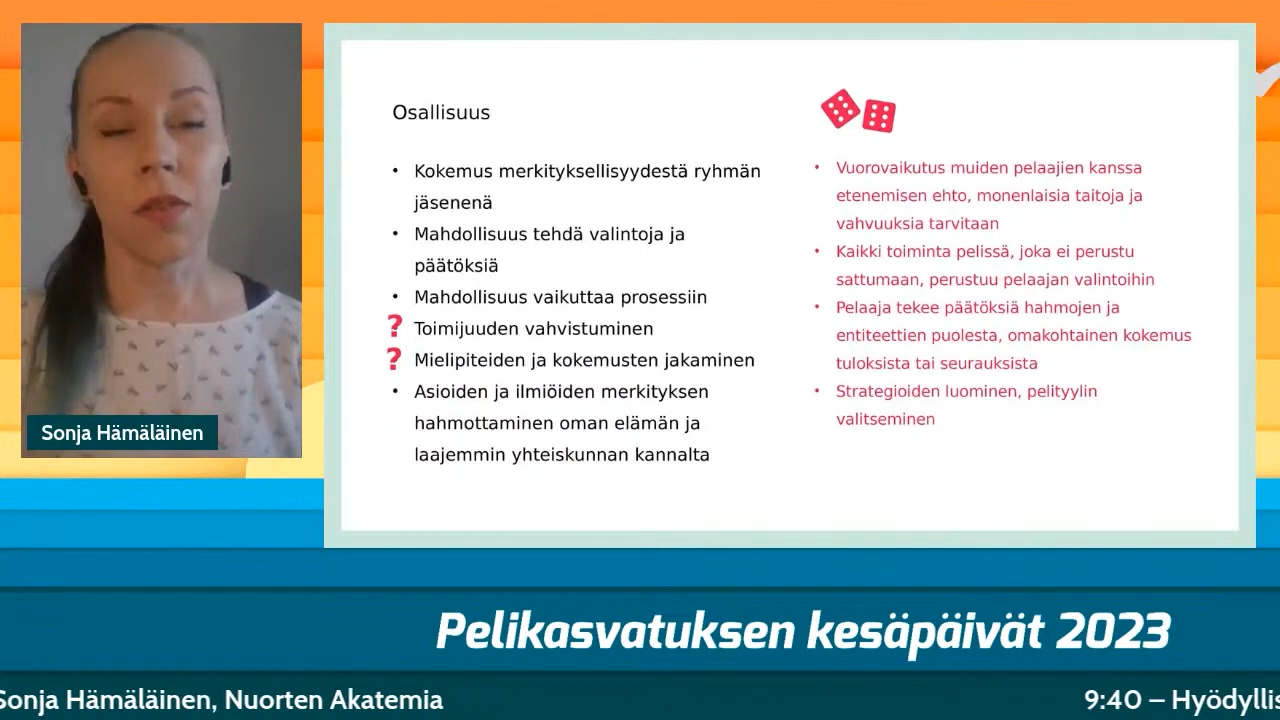 Osallisuus
• Kokemus merkityksellisyydestä ryhmän
jäsenenä
• Mahdollisuus tehdä valintoja ja
päätöksiä
• Mahdollisuus vaikuttaa prosessiin
? Toimijuuden vahvistuminen
? Mielipiteiden ja kokemusten jakaminen
• Asioiden ja ilmiöiden merkityksen
hahmottaminen oman elämän ja
laajemmin yhteiskunnan kannalta
• Vuorovaikutus muiden pelaajien kanssa
etenemisen ehto, monenlaisia taitoja ja
vahvuuksia tarvitaan
• Kaikki toiminta pelissä, joka ei perustu
sattumaan, perustuu pelaajan valintoihin
• Pelaaja tekee päätöksiä hahmojen ja
entiteettien puolesta, omakohtainen kokemus
tuloksista tai seurauksista
• Strategioiden luominen, pelityylin
valitseminen
Sonja Hämäläinen
Pelikasvatuksen kesäpäivät 2023
Sonja Hämäläinen, Nuorten Akatemia
9:40 – Hyödyllis